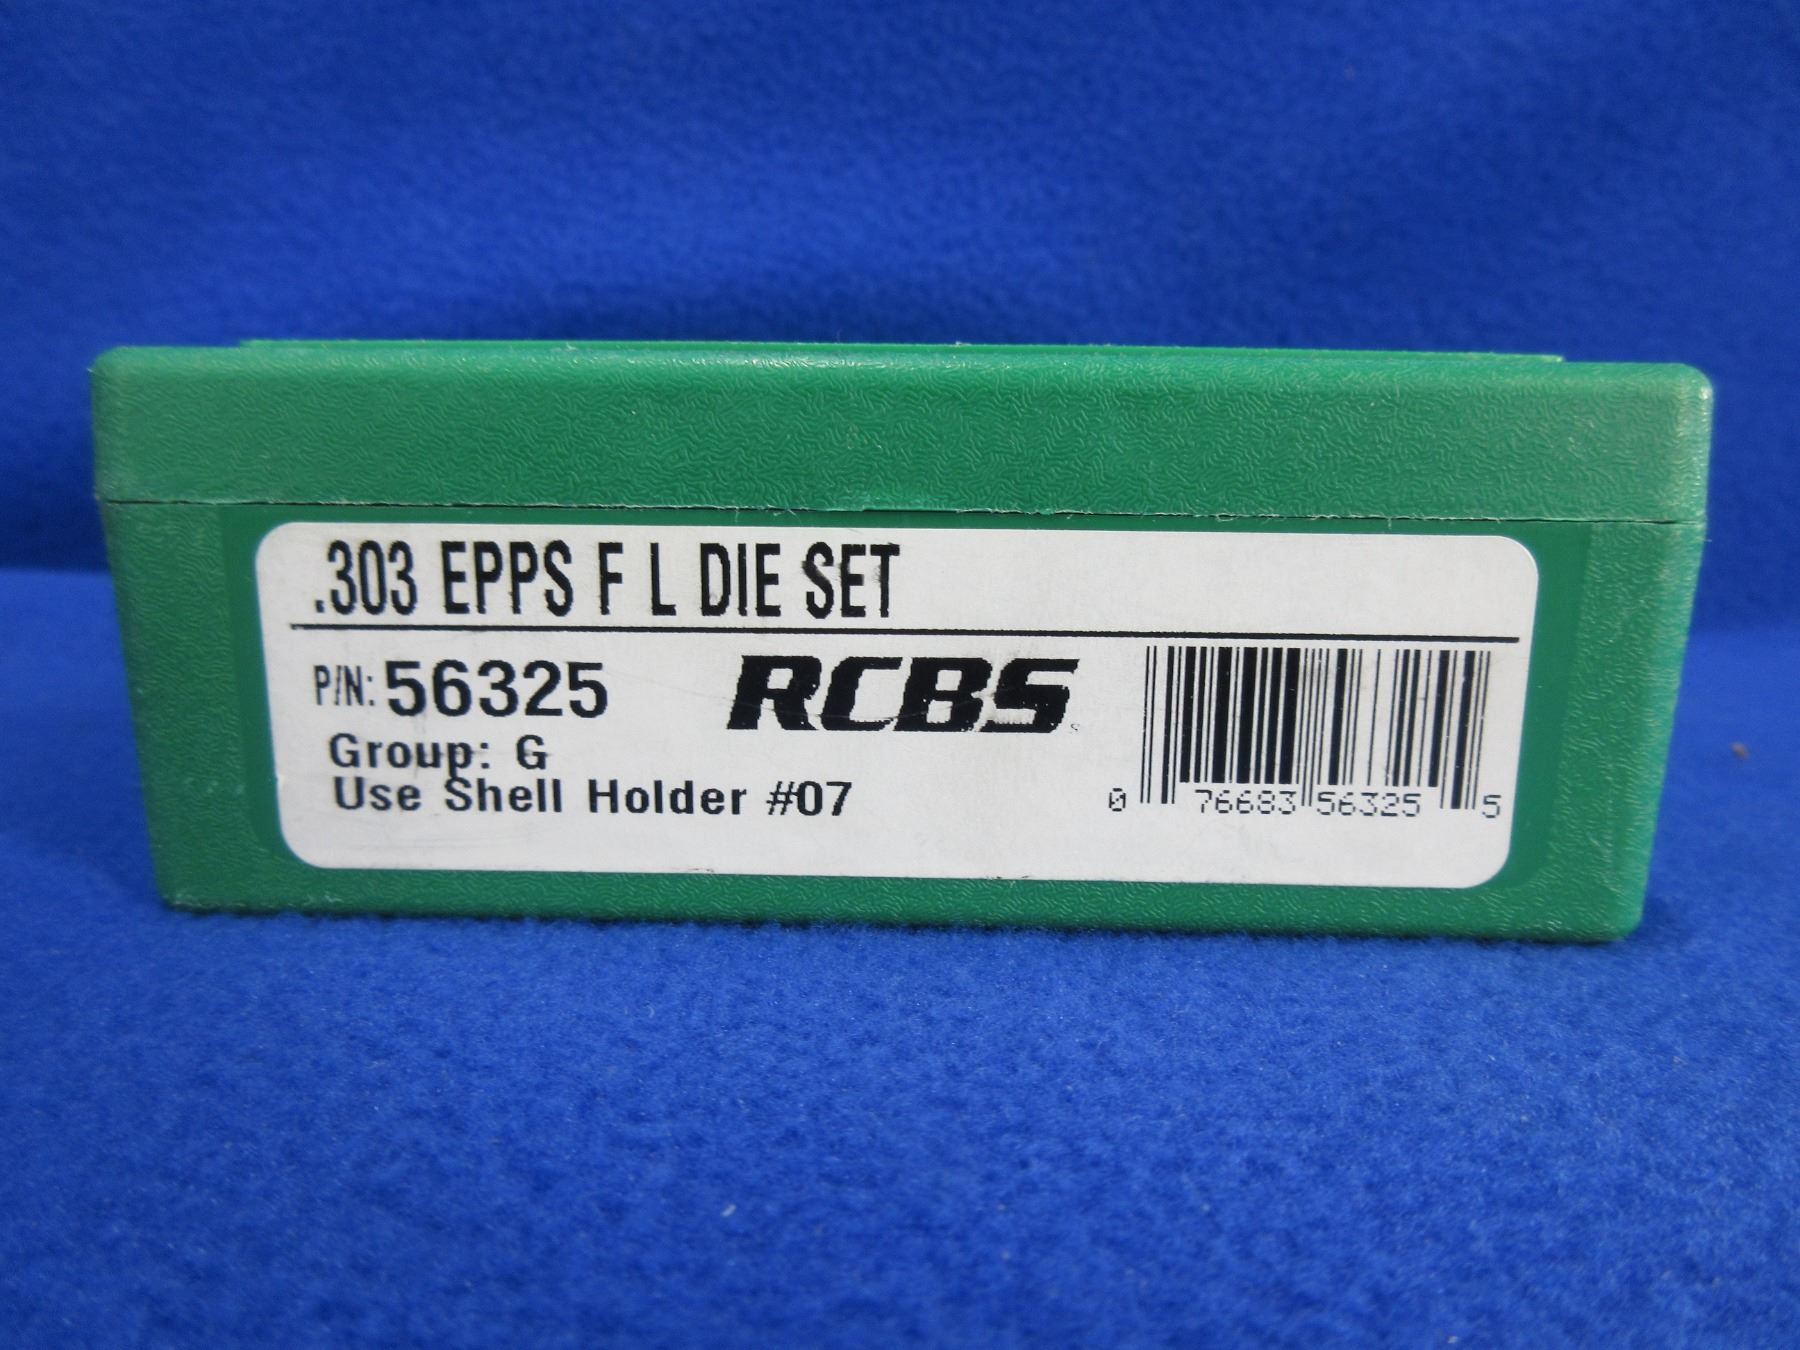 .303 EPPS F L DIE SET
P/N: 56325
RCBS
Group: G
Use Shell Holder #07
0 76683 56325 5